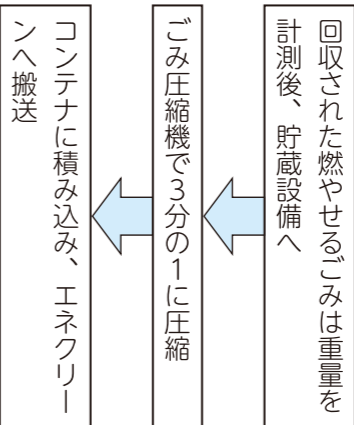 回収された燃やせるごみは重量を
計測後、貯蔵設備へ
ごみ圧縮機で3分の1に圧縮
コンテナに積み込み、エネクリー
ンへ搬送